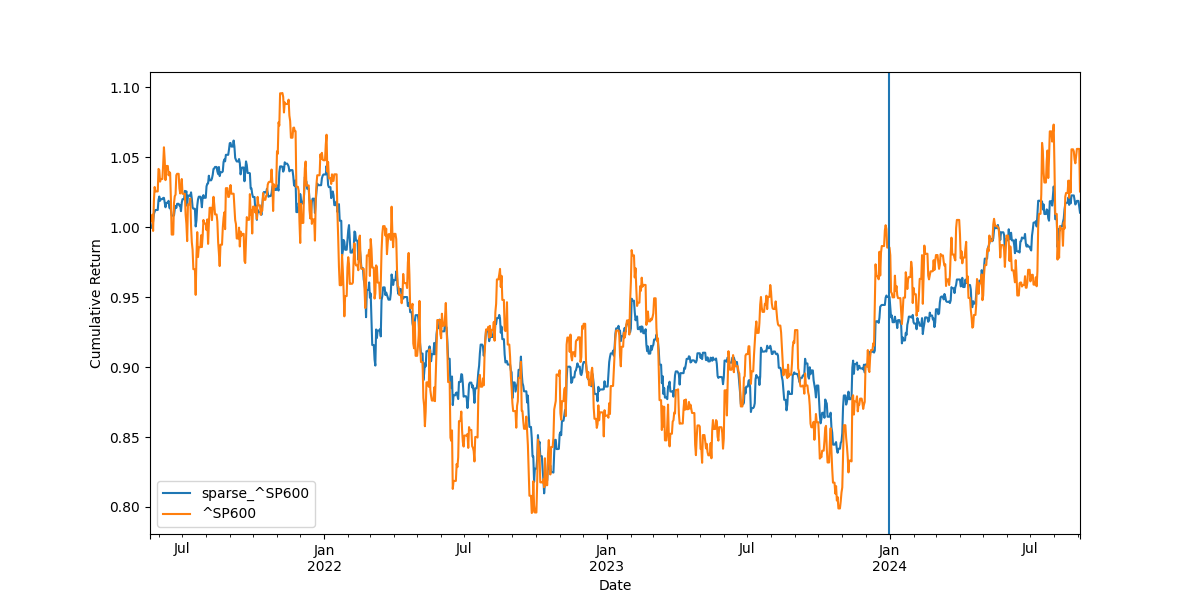 1.10
1.05
1.00
0.95
0.90
0.85
0.80
Cumulative Return
sparse_^SP600
^SP600
Jul
Jan
2022
Jul
Jan
2023
Jul
Jan
2024
Jul
Date